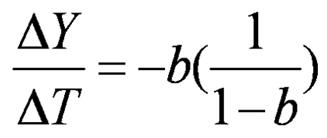 ΔY/ΔT = -b(1/(1-b))